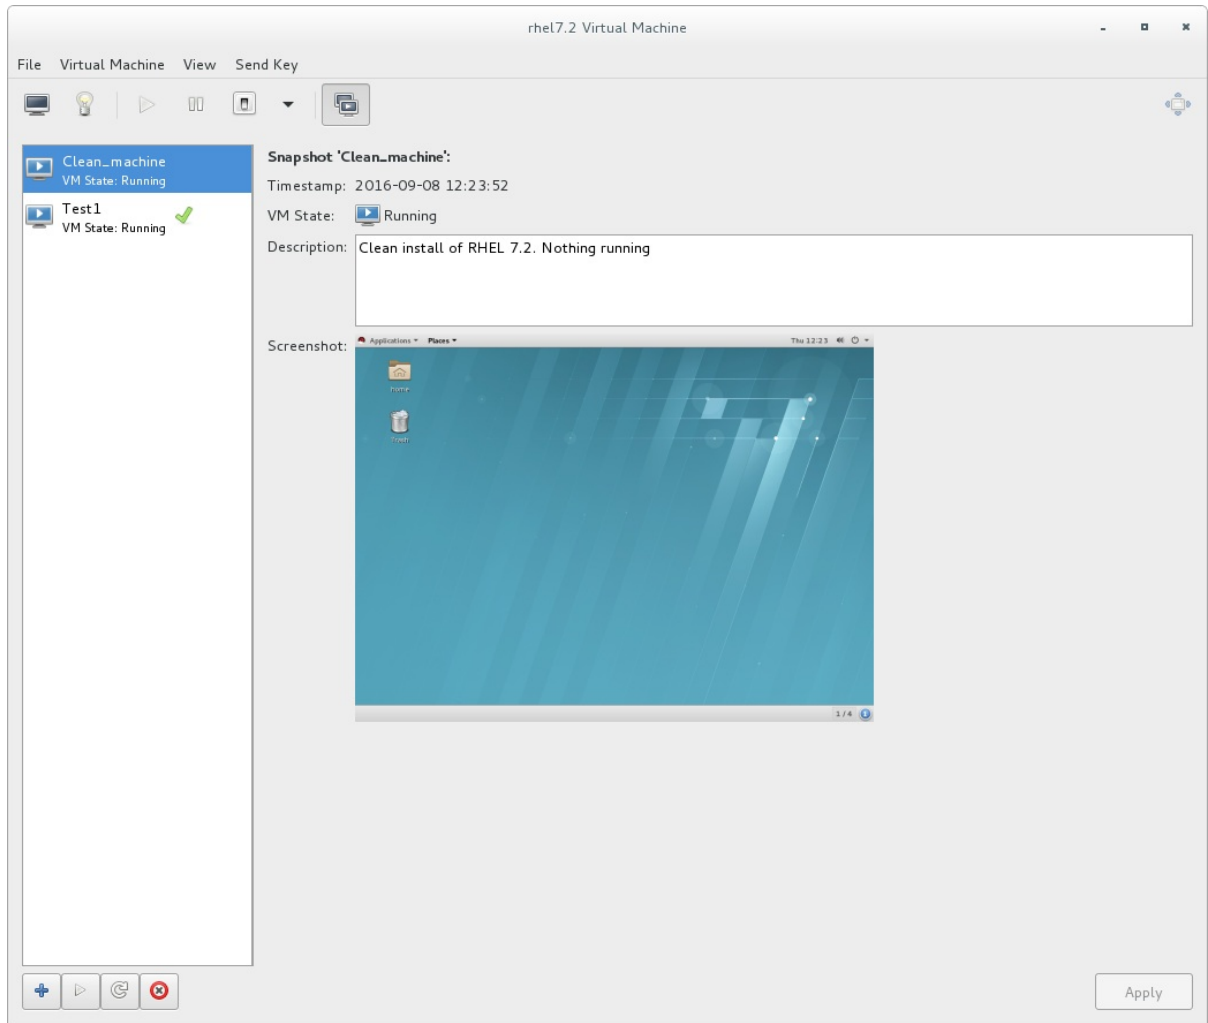 rhel7.2 Virtual Machine
File Virtual Machine View Send Key
Clean_machine
VM State: Running
Test1
VM State: Running
Snapshot 'Clean_machine':
Timestamp: 2016-09-08 12:23:52
VM State: Running
Description: Clean install of RHEL 7.2. Nothing running
Screenshot:
Applications Places Thu 12:23
home
Trash
1 / 4
Apply